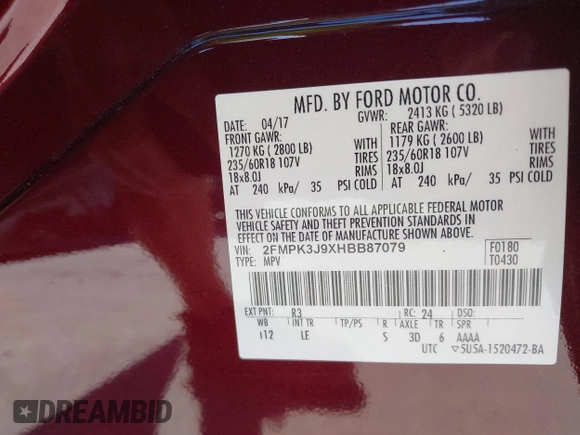 MFD. BY FORD MOTOR CO.
DATE 04/17 GVWR: 2413 KG ( 5320 LB)
FRONT GAWR: REAR GAWR:
1270 KG ( 2800 LB) 1179 KG ( 2600 LB)
235/60R18 107V TIRES 235/60R18 107V TIRES
18x8.0J RIMS 18x8.0J RIMS
AT 240 kPa/ 35 PSI COLD AT 240 kPa/ 35 PSI COLD
THIS VEHICLE CONFORMS TO ALL APPLICABLE FEDERAL MOTOR
VEHICLE SAFETY AND THEFT PREVENTION STANDARDS IN
EFFECT ON THE DATE OF MANUFACTURE SHOWN ABOVE.
VIN: 2FMPK3J9XHBB87079 F0180
TYPE: MPV T0430
EXT PNT: R3 RC: 24 DSO:
WB INT TR TP/PS R AXLE TR SPR
112 LE S 3D 6 AAAA
UTC ▽5U5A-1520472-BA
DREAMBID